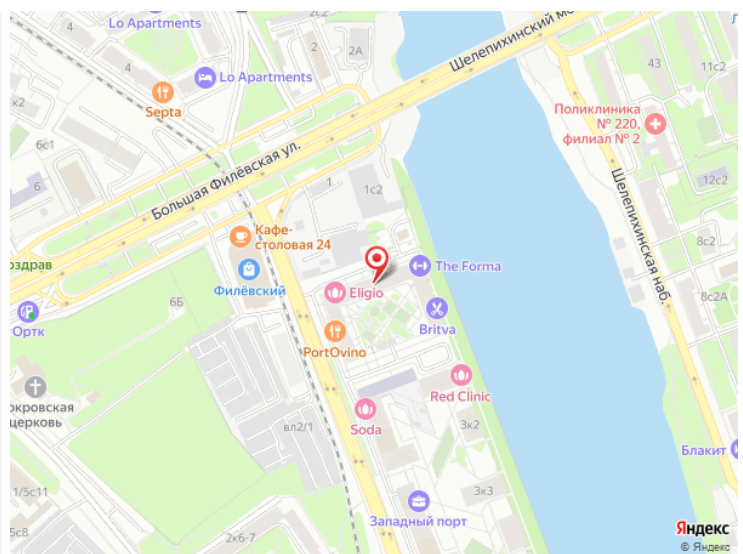 Lo Apartments
4
2
2А
Шелепихинский мо
Lo Apartments
к2
4
Septa
43
11с2
Поликлиника
№ 220,
филиал № 2
6с1
6
Большая Филёвская ул.
1
1с2
12с2
Шелепихинская наб.
Кафе-
столовая 24
8с2
оздрав
The Forma
Филёвский
Eligio
8с2А
6Б
Ортк
Britva
PortOvino
Red Clinic
окровская
церковь
Soda
3к2
вл2/1
Блакит
1/5с11
3к3
Западный порт
5с8
2к6-7
Яндекс
© Яндекс